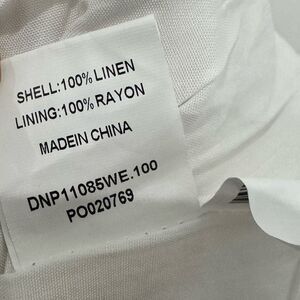 SHELL:100% LINEN
LINING:100% RAYON
MADEIN CHINA
DNP11085WE.100
PO020769